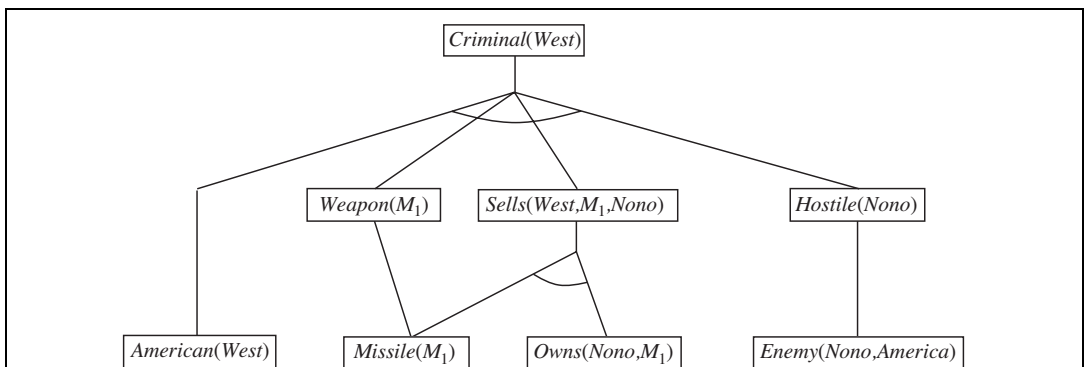 Criminal(West)
Weapon(M₁) Sells(West,M₁,Nono) Hostile(Nono)
American(West) Missile(M₁) Owns(Nono,M₁) Enemy(Nono,America)